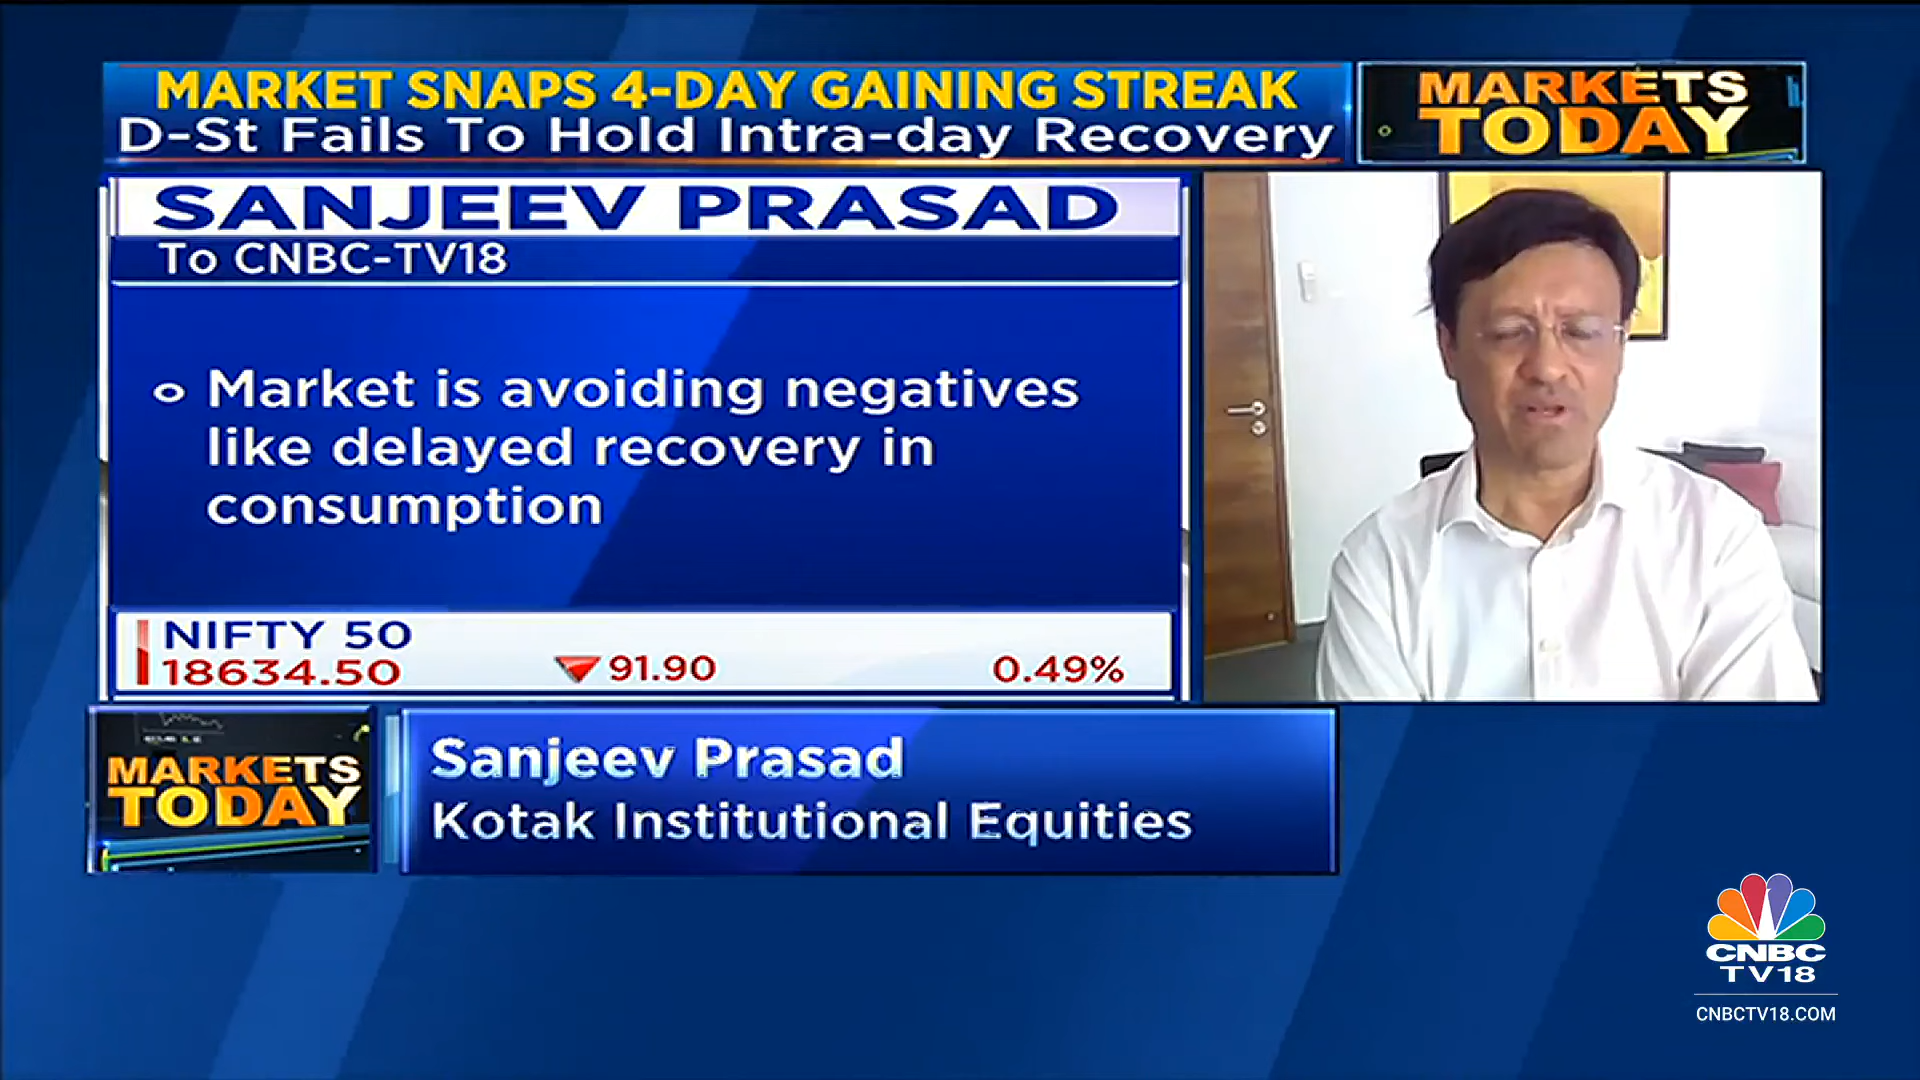 MARKET SNAPS 4-DAY GAINING STREAK
D-St Fails To Hold Intra-day Recovery
MARKETS
TODAY
SANJEEV PRASAD
To CNBC-TV18
o Market is avoiding negatives
like delayed recovery in
consumption
NIFTY 50
18634.50 ▼ 91.90 0.49%
MARKETS
TODAY
Sanjeev Prasad
Kotak Institutional Equities
CNBC
TV18
CNBCTV18.COM